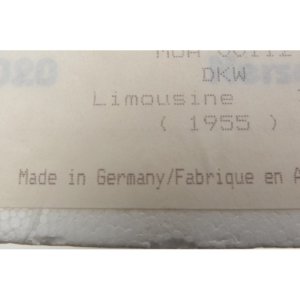 DKW
Limousine
( 1955 )
Made in Germany/Fabrique en A